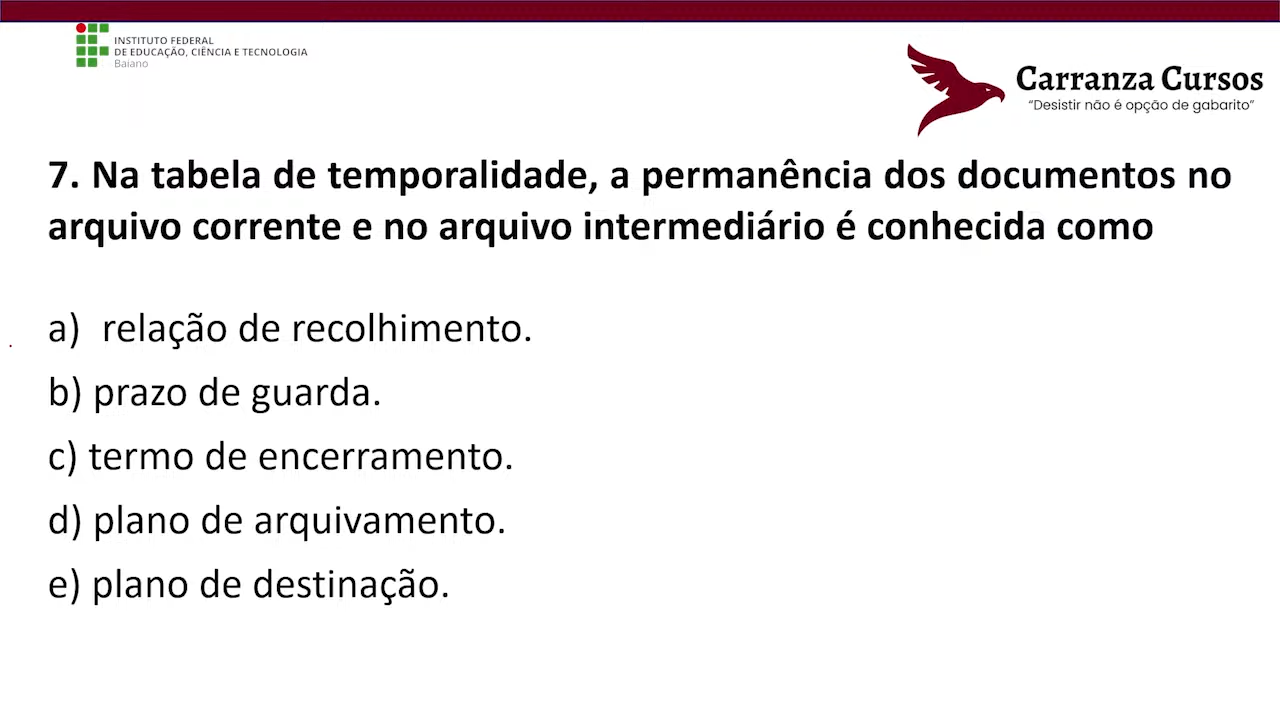 INSTITUTO FEDERAL
DE EDUCAÇÃO, CIÊNCIA E TECNOLOGIA
Baiano
Carranza Cursos
“Desistir não é opção de gabarito”
7. Na tabela de temporalidade, a permanência dos documentos no
arquivo corrente e no arquivo intermediário é conhecida como
a) relação de recolhimento.
b) prazo de guarda.
c) termo de encerramento.
d) plano de arquivamento.
e) plano de destinação.